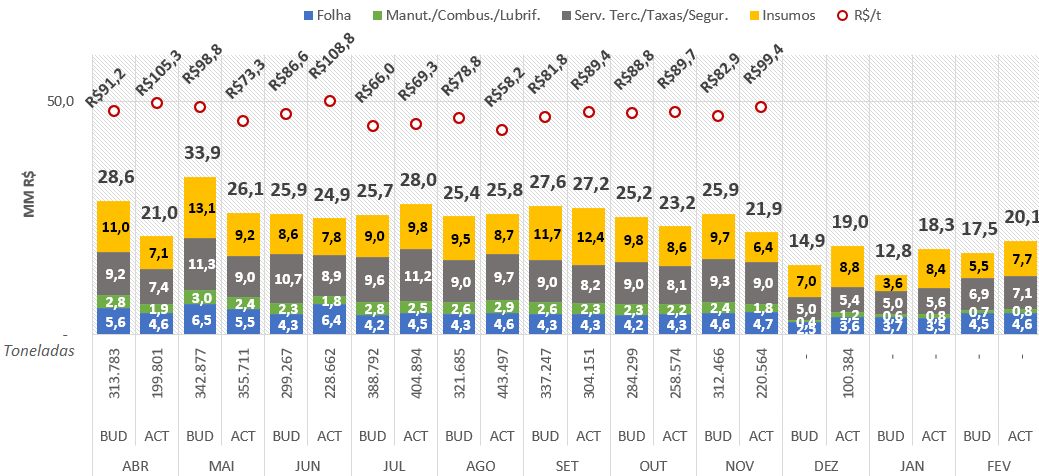 Folha Manut./Combus./Lubrif. Serv. Terc./Taxas/Segur. Insumos R$/t
R$91,2 R$105,3 R$98,8 R$73,3 R$86,6 R$108,8 R$66,0 R$69,3 R$78,8 R$58,2 R$81,8 R$89,4 R$88,8 R$89,7 R$82,9 R$99,4
50,0
MM R$
28,6 21,0 33,9 26,1 25,9 24,9 25,7 28,0 25,4 25,8 27,6 27,2 25,2 23,2 25,9 21,9 14,9 19,0 12,8 18,3 17,5 20,1
11,0 7,1 13,1 9,2 8,6 7,8 9,0 9,8 9,5 8,7 11,7 12,4 9,8 8,6 9,7 6,4 7,0 8,8 3,6 8,4 5,5 7,7
9,2 7,4 11,3 9,0 10,7 8,9 9,6 11,2 9,0 9,7 9,0 8,2 9,0 8,1 9,3 9,0 5,0 5,4 5,0 5,6 6,9 7,1
2,8 1,9 3,0 2,4 2,3 1,8 2,8 2,5 2,6 2,9 2,6 2,3 2,3 2,2 2,4 1,8 0,4 1,2 0,6 0,8 0,7 0,8
5,6 4,6 6,5 5,5 4,3 6,4 4,2 4,5 4,3 4,6 4,3 4,3 4,2 4,3 4,6 4,7 2,5 3,6 3,7 3,5 4,5 4,6
-
Toneladas
313.783 199.801 342.877 355.711 299.267 228.662 388.792 404.894 321.685 443.497 337.247 304.151 284.299 258.574 312.466 220.564 - 100.384 - - - -
BUD ACT BUD ACT BUD ACT BUD ACT BUD ACT BUD ACT BUD ACT BUD ACT BUD ACT BUD ACT BUD ACT
ABR MAI JUN JUL AGO SET OUT NOV DEZ JAN FEV